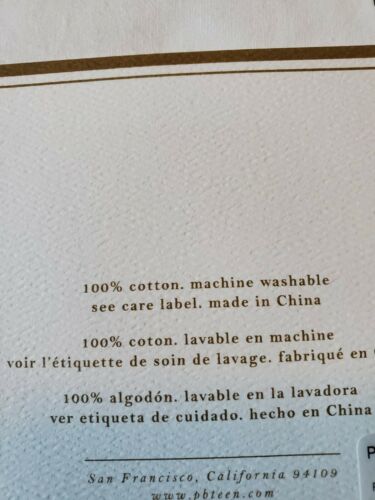 100% cotton. machine washable
see care label. made in China
100% coton. lavable en machine
voir l'étiquette de soin de lavage. fabriqué en
100% algodón. lavable en la lavadora
ver etiqueta de cuidado. hecho en China
San Francisco, California 94109
www.pbteen.com